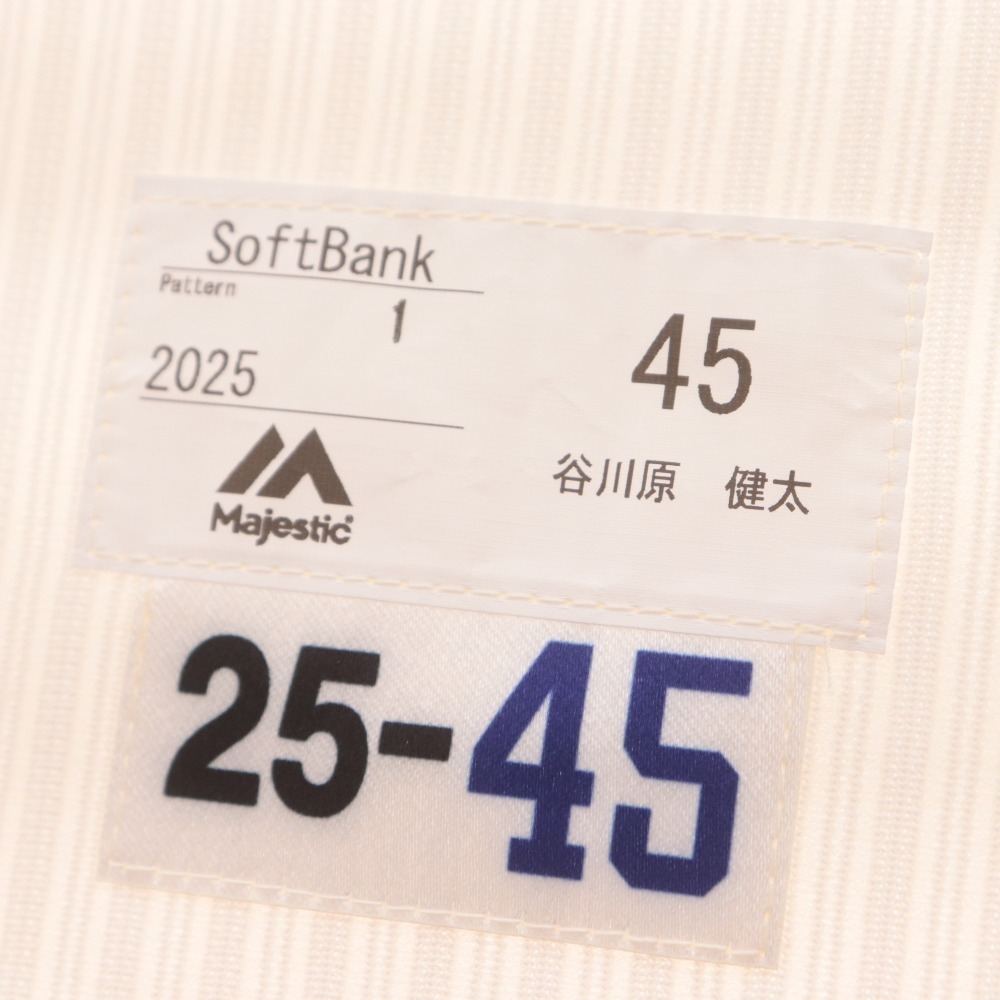 SoftBank
Pattern
1
2025
Majestic
45
谷川原 健太
25-45